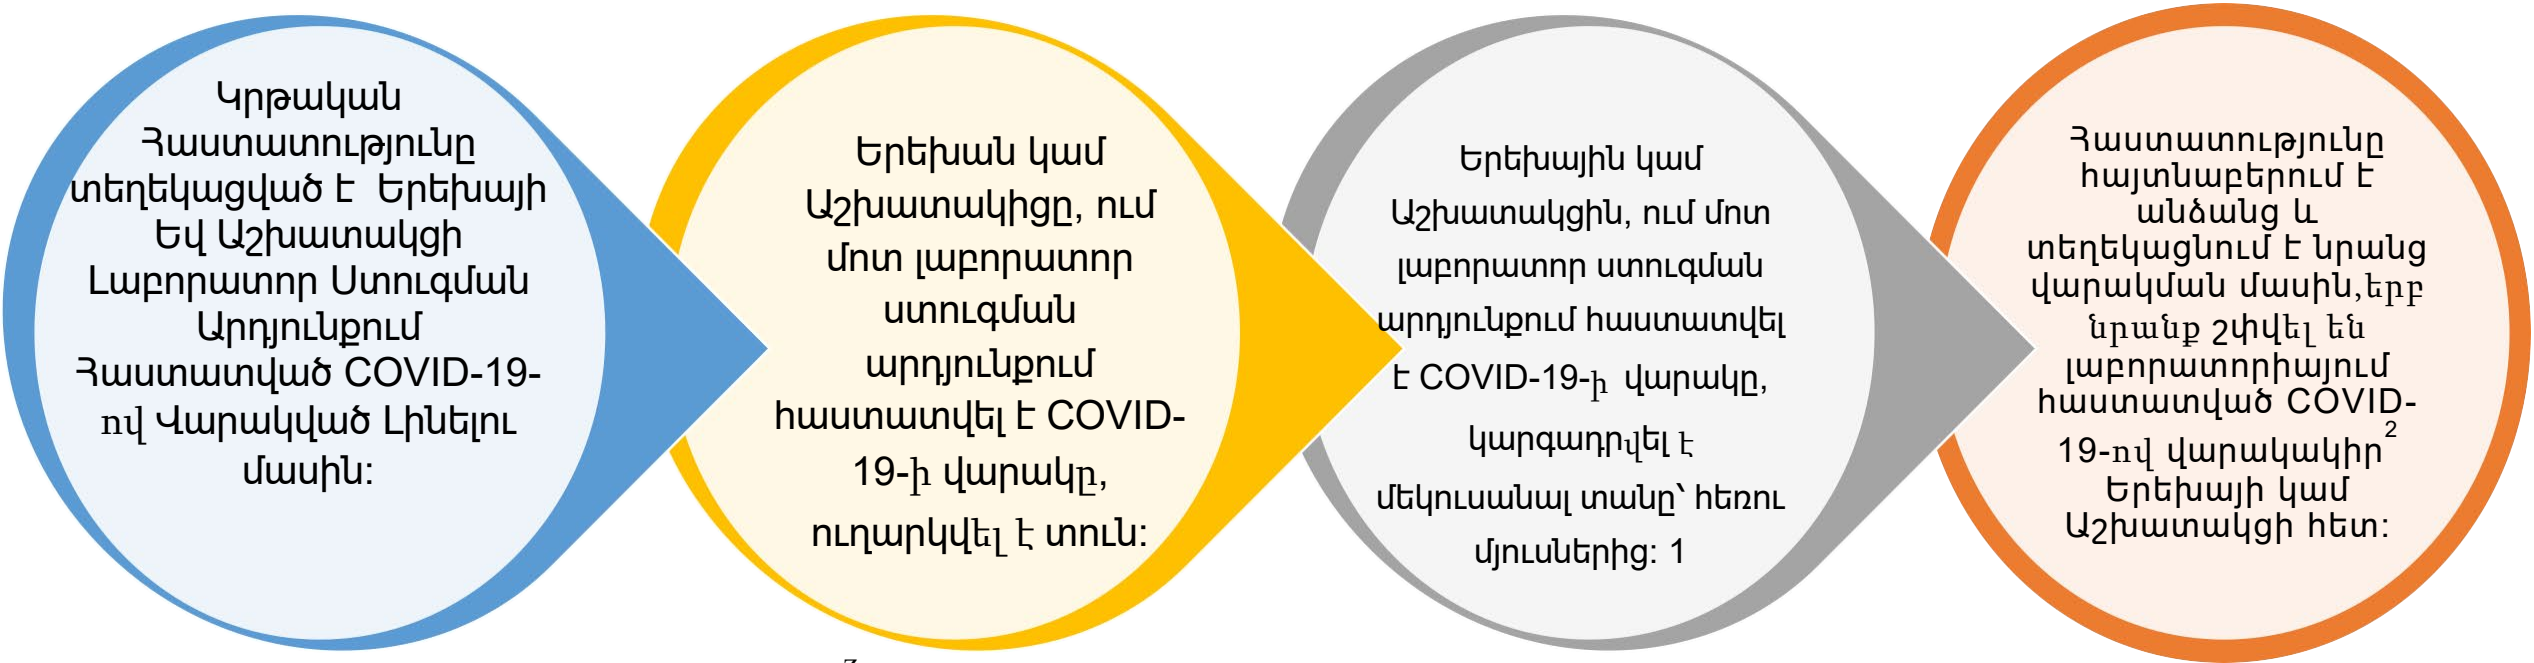 Կրթական
Հաստատությունը
տեղեկացված է Երեխայի
Եվ Աշխատակցի
Լաբորատոր Ստուգման
Արդյունքում
Հաստատված COVID-19-
ով Վարակված Լինելու
մասին:
Երեխան կամ
Աշխատակիցը, ում
մոտ լաբորատոր
ստուգման
արդյունքում
հաստատվել է COVID-
19-ի վարակը,
ուղարկվել է տուն:
Երեխային կամ
Աշխատակցին, ում մոտ
լաբորատոր ստուգման
արդյունքում հաստատվել
է COVID-19-ի վարակը,
կարգադրվել է
մեկուսանալ տանը՝ հեռու
մյուսներից: 1
Հաստատությունը
հայտնաբերում է
անձանց և
տեղեկացնում է նրանց
վարակման մասին,երբ
նրանք շփվել են
լաբորատորիայում
հաստատված COVID-
19-ով վարակակիր2
Երեխայի կամ
Աշխատակցի հետ: